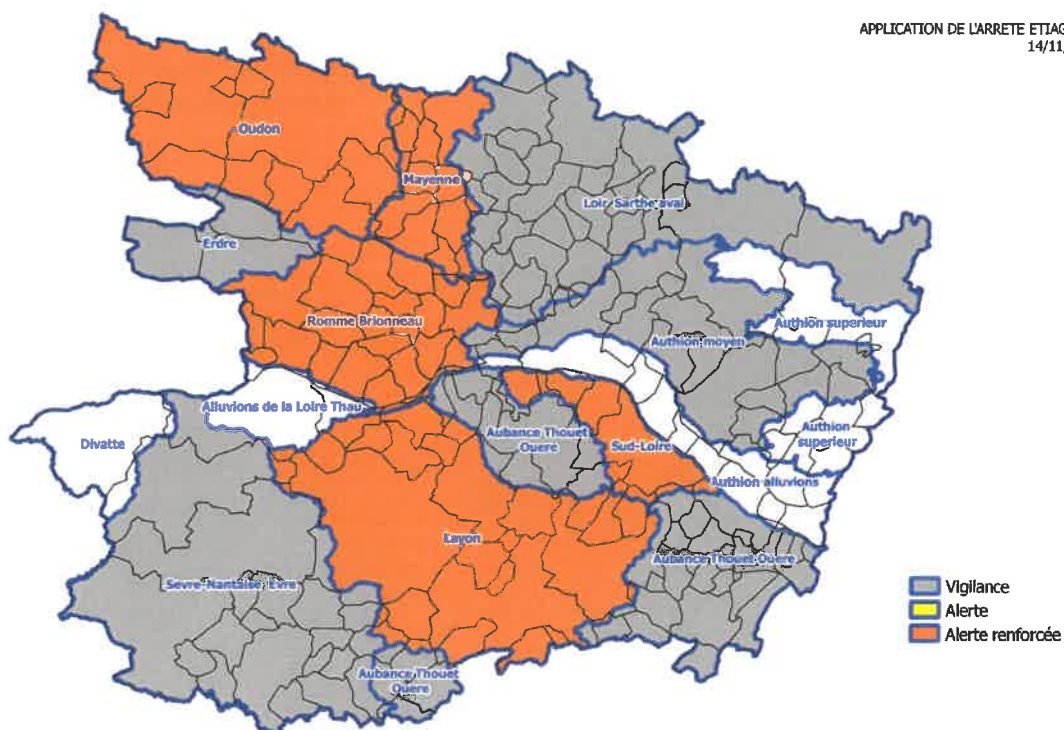 APPLICATION DE L'ARRETE ETIAG
14/11
Oudon
Mayenne
Loir Sarthe aval
Erdre
Romme Brionneau
Authion superieur
Authion moyen
Alluvions de la Loire Thau
Divatte
Aubance Thouet
Ouere
Sud-Loire
Authion
superieur
Authion alluvions
Layon
Aubance Thouet Ouere
Sevre-Nantaise Evre
Aubance Thouet
Ouere
Vigilance
Alerte
Alerte renforcée